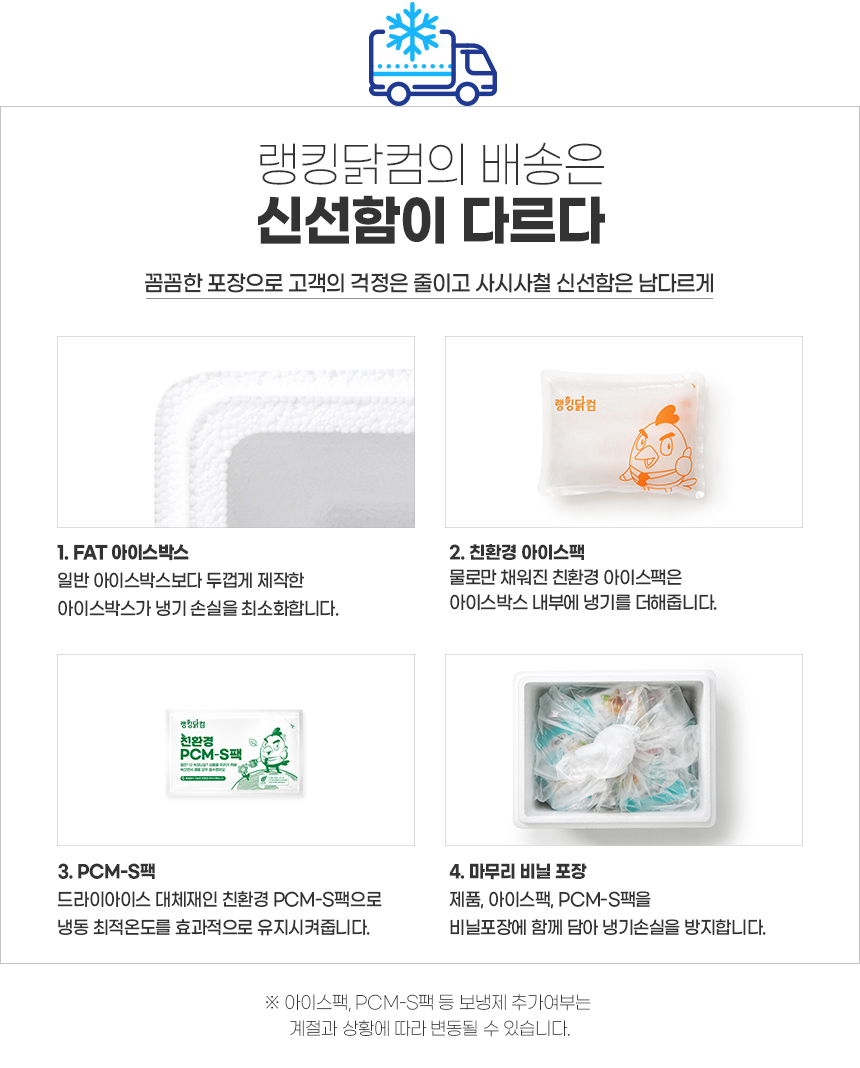 랭킹닭컴의 배송은
신선함이 다르다
꼼꼼한 포장으로 고객의 걱정은 줄이고 사시사철 신선함은 남다르게
랭킹닭컴
1. FAT 아이스박스
일반 아이스박스보다 두껍게 제작한
아이스박스가 냉기 손실을 최소화합니다.
2. 친환경 아이스팩
물로만 채워진 친환경 아이스팩은
아이스박스 내부에 냉기를 더해줍니다.
랭킹닭컴
친환경
PCM-S팩
3. PCM-S팩
드라이아이스 대체재인 친환경 PCM-S팩으로
냉동 최적온도를 효과적으로 유지시켜줍니다.
4. 마무리 비닐 포장
제품, 아이스팩, PCM-S팩을
비닐포장에 함께 담아 냉기손실을 방지합니다.
※ 아이스팩, PCM-S팩 등 보냉제 추가여부는
계절과 상황에 따라 변동될 수 있습니다.